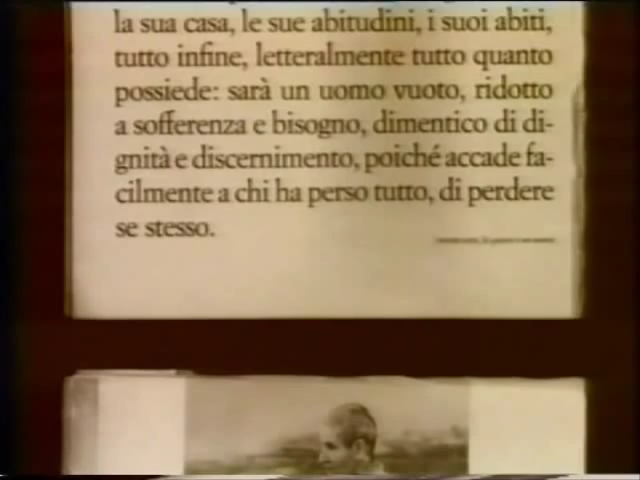 la sua casa, le sue abitudini, i suoi abiti,
tutto infine, letteralmente tutto quanto
possiede: sarà un uomo vuoto, ridotto
a sofferenza e bisogno, dimentico di di-
gnità e discernimento, poiché accade fa-
cilmente a chi ha perso tutto, di perdere
se stesso.